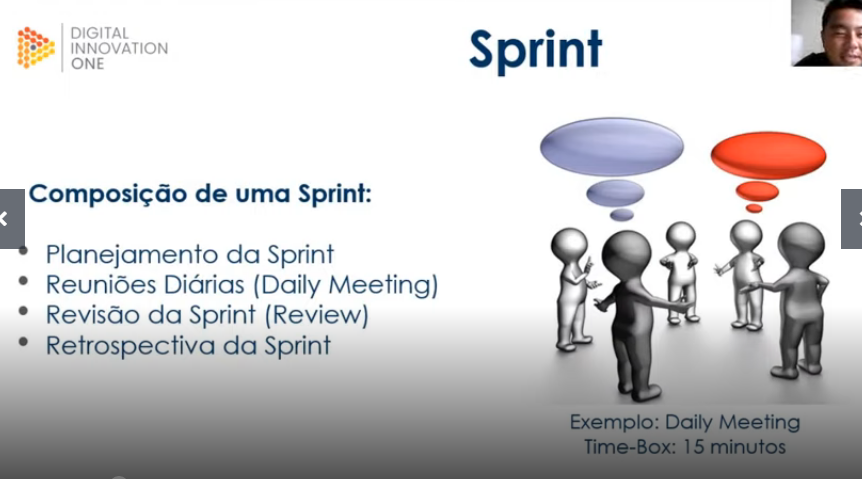 DIGITAL
INNOVATION
ONE
Sprint
Composição de uma Sprint:
Planejamento da Sprint
Reuniões Diárias (Daily Meeting)
Revisão da Sprint (Review)
Retrospectiva da Sprint
Exemplo: Daily Meeting
Time-Box: 15 minutos